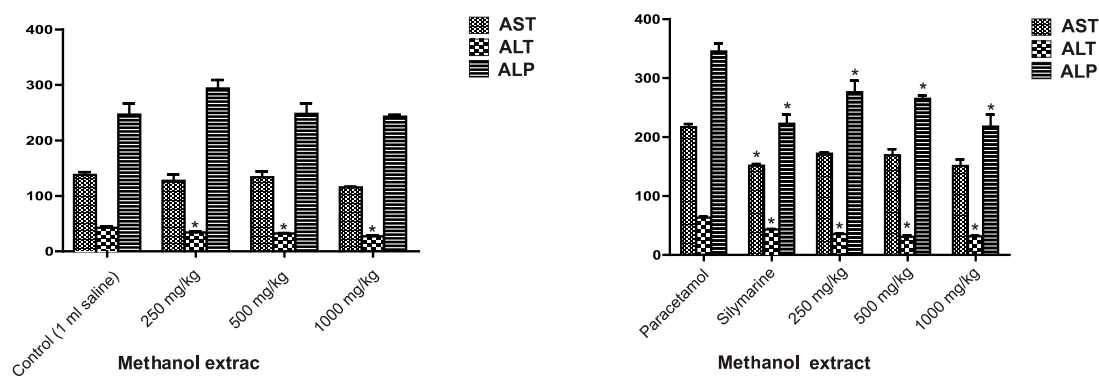 400
300
200
100
0
AST
ALT
ALP
*
*
*
Control (1 ml saline)
250 mg/kg
500 mg/kg
1000 mg/kg
Methanol extrac
400
300
200
100
0
AST
ALT
ALP
*
*
*
*
*
*
*
*
*
Paracetamol
Silymarine
250 mg/kg
500 mg/kg
1000 mg/kg
Methanol extract